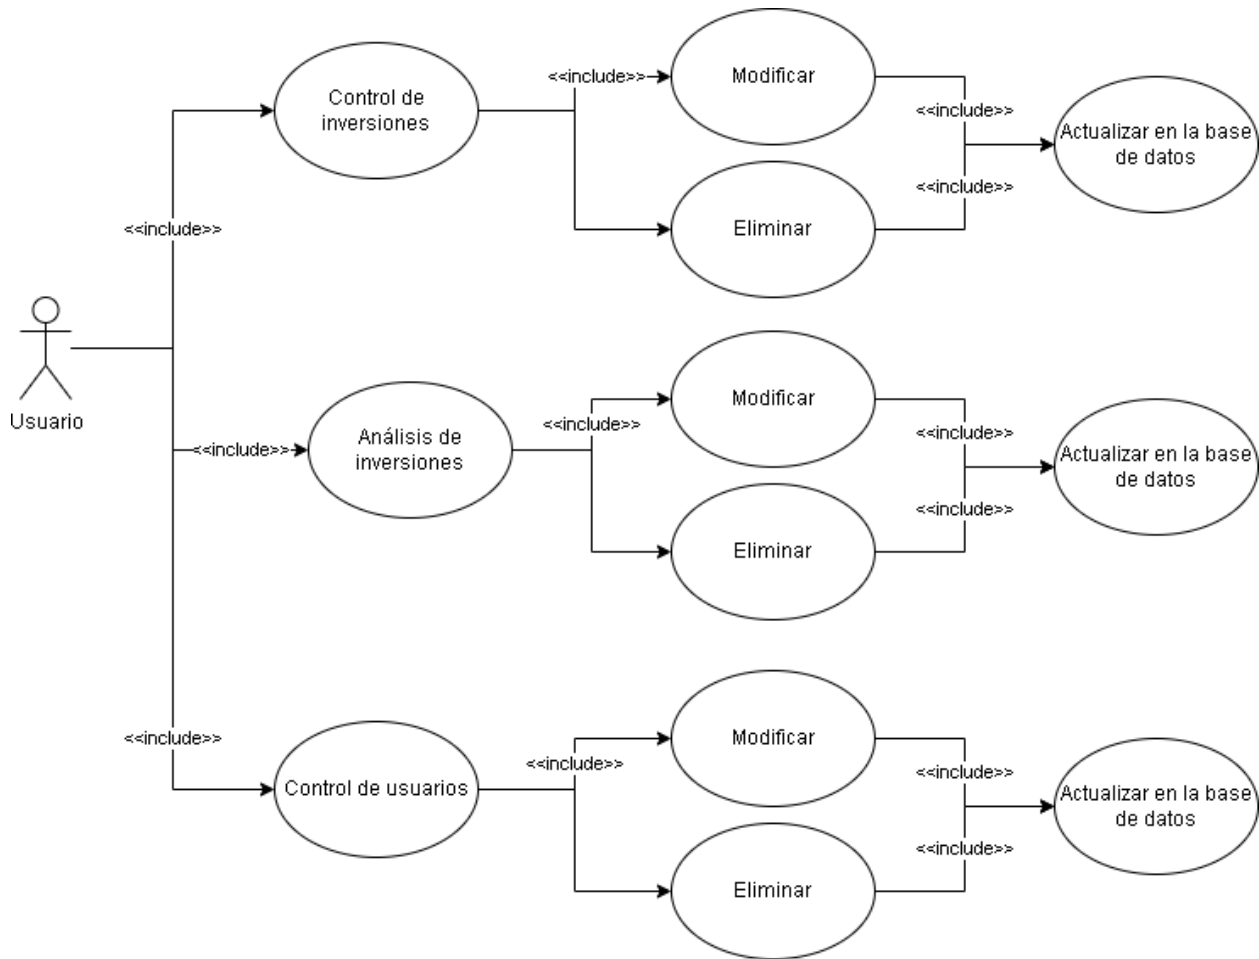 Control de
inversiones
<<include>>
Modificar
<<include>>
Actualizar en la base
de datos
<<include>>
Eliminar
<<include>>
Usuario
<<include>>
Análisis de
inversiones
<<include>>
Modificar
<<include>>
Actualizar en la base
de datos
<<include>>
Eliminar
<<include>>
Control de usuarios
<<include>>
Modificar
<<include>>
Actualizar en la base
de datos
<<include>>
Eliminar